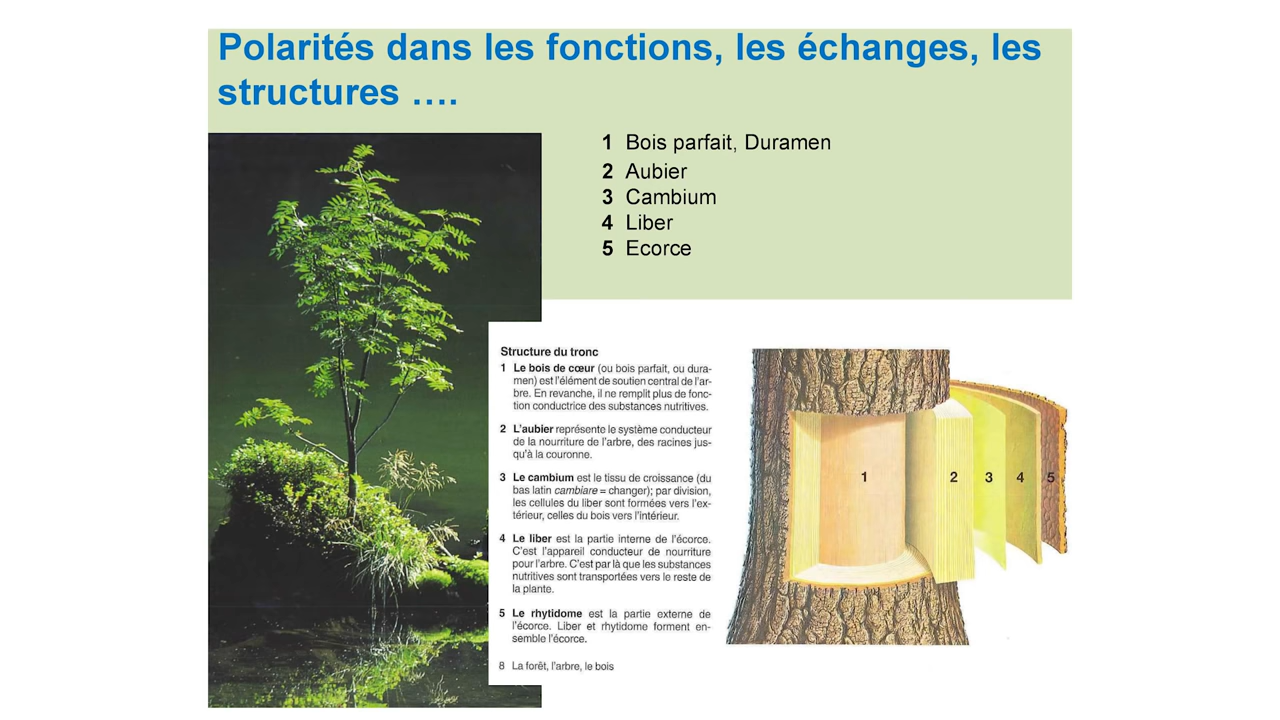 Polarités dans les fonctions, les échanges, les
structures ….
1 Bois parfait, Duramen
2 Aubier
3 Cambium
4 Liber
5 Ecorce
Structure du tronc
1 Le bois de cœur (ou bois parfait, ou dura-
men) est l'élément de soutien central de l'ar-
bre. En revanche, il ne remplit plus de fonc-
tion conductrice des substances nutritives.
2 L'aubier représente le système conducteur
de la nourriture de l'arbre, des racines jus-
qu'à la couronne.
3 Le cambium est le tissu de croissance (du
bas latin cambiare = changer); par division,
les cellules du liber sont formées vers l'ex-
térieur, celles du bois vers l'intérieur.
4 Le liber est la partie interne de l'écorce.
C'est l'appareil conducteur de nourriture
pour l'arbre. C'est par là que les substances
nutritives sont transportées vers le reste de
la plante.
5 Le rhytidome est la partie externe de
l'écorce. Liber et rhytidome forment en-
semble l'écorce.
8 La forêt, l'arbre, le bois
1 2 3 4 5